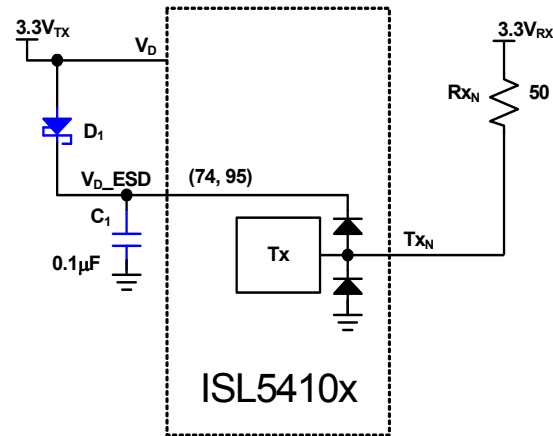 3.3VTX
VD
3.3VRX
RxN
50
D1
VD_ESD
(74, 95)
C1
0.1µF
Tx
TxN
ISL5410x